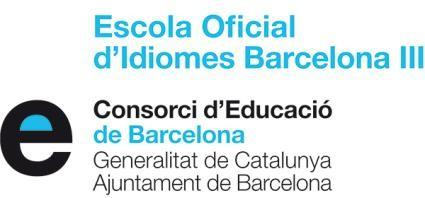 Escola Oficial
d'Idiomes Barcelona III
Consorci d'Educació
de Barcelona
Generalitat de Catalunya
Ajuntament de Barcelona